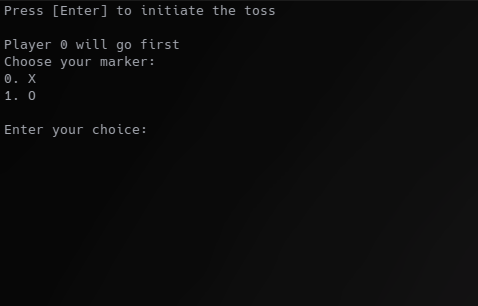 Press [Enter] to initiate the toss
Player 0 will go first
Choose your marker:
0. X
1. O
Enter your choice: